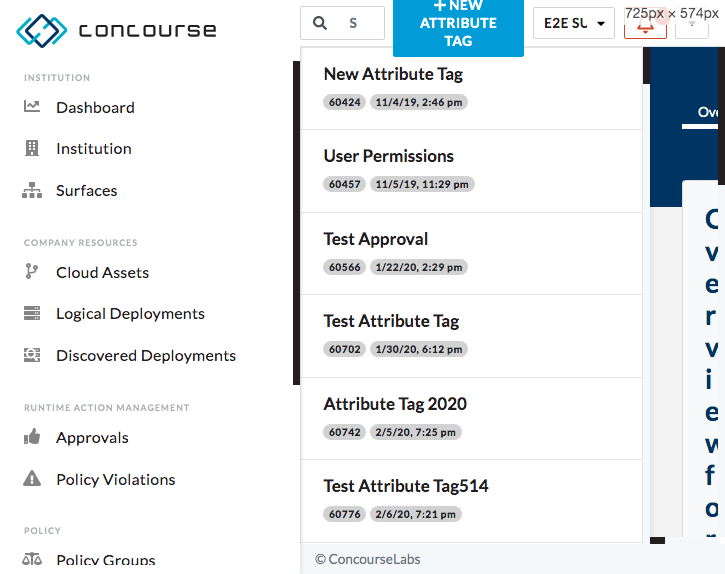 concourse
S
+ NEW
ATTRIBUTE
TAG
E2E SU
725px × 574px
INSTITUTION
Dashboard
Institution
Surfaces
COMPANY RESOURCES
Cloud Assets
Logical Deployments
Discovered Deployments
RUNTIME ACTION MANAGEMENT
Approvals
Policy Violations
POLICY
Policy Groups
New Attribute Tag
60424 11/4/19, 2:46 pm
User Permissions
60457 11/5/19, 11:29 pm
Test Approval
60566 1/22/20, 2:29 pm
Test Attribute Tag
60702 1/30/20, 6:12 pm
Attribute Tag 2020
60742 2/5/20, 7:25 pm
Test Attribute Tag514
60776 2/6/20, 7:21 pm
© ConcourseLabs
Ove
O
v
e
r
v
i
e
w
f
o
r